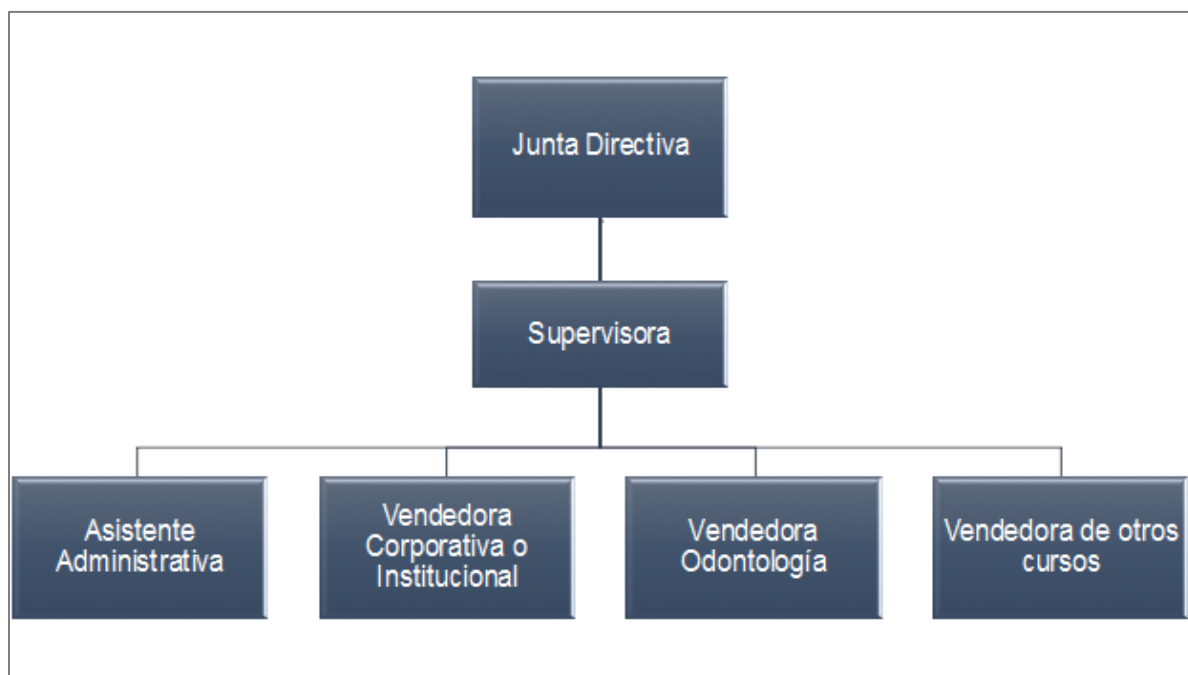 Junta Directiva
Supervisora
Asistente
Administrativa
Vendedora
Corporativa o
Institucional
Vendedora
Odontología
Vendedora de otros
cursos